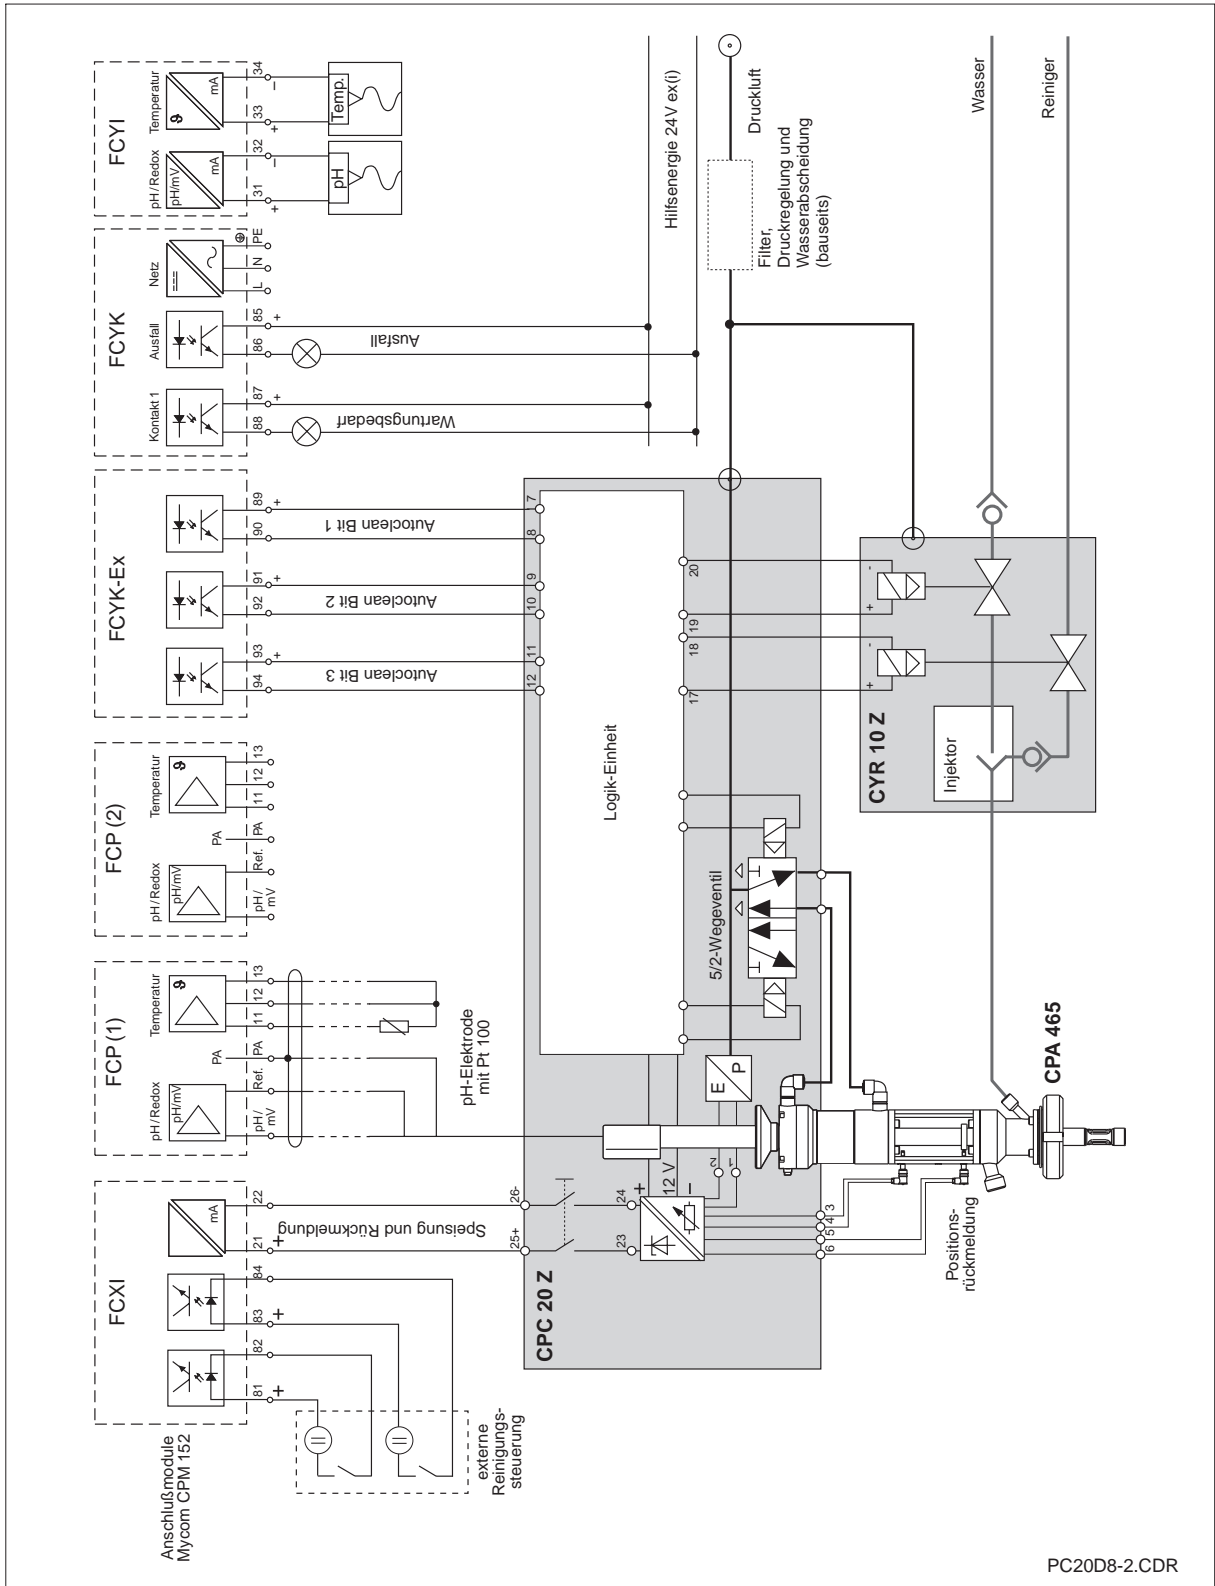 Anschlußmodule
Mycom CPM 152
FCXI
81
+
82
83
+
84
21
+
22
mA
externe
Reinigungs-
steuerung
Speisung und Rückmeldung
FCP (1)
pH/Redox
pH/mV
Temperatur
ϑ
pH/
mV
Ref.
PA
PA
11
12
13
pH-Elektrode
mit Pt 100
FCP (2)
pH/Redox
pH/mV
Temperatur
ϑ
pH/
mV
Ref.
PA
PA
11
12
13
FCYK-Ex
94
93
+
92
91
+
90
89
+
Autoclean Bit 3
Autoclean Bit 2
Autoclean Bit 1
FCYK
Kontakt 1
Ausfall
Netz
88
87
+
86
85
+
L
N
PE
Wartungsbedarf
Ausfall
FCYI
pH/Redox
pH/mV
mA
Temperatur
ϑ
mA
31
+
32
–
33
+
34
–
pH
Temp.
Hilfsenergie 24V ex(i)
Druckluft
Filter,
Druckregelung und
Wasserabscheidung
(bauseits)
Wasser
Reiniger
CPC 20 Z
25+
26-
23
24
+
12 V
–
2
1
3
4
5
6
E
P
12
11
10
9
8
7
Logik-Einheit
17
18
19
20
5/2-Wegeventil
CYR 10 Z
+
-
+
-
Injektor
CPA 465
Positions-
rückmeldung
PC20D8-2.CDR